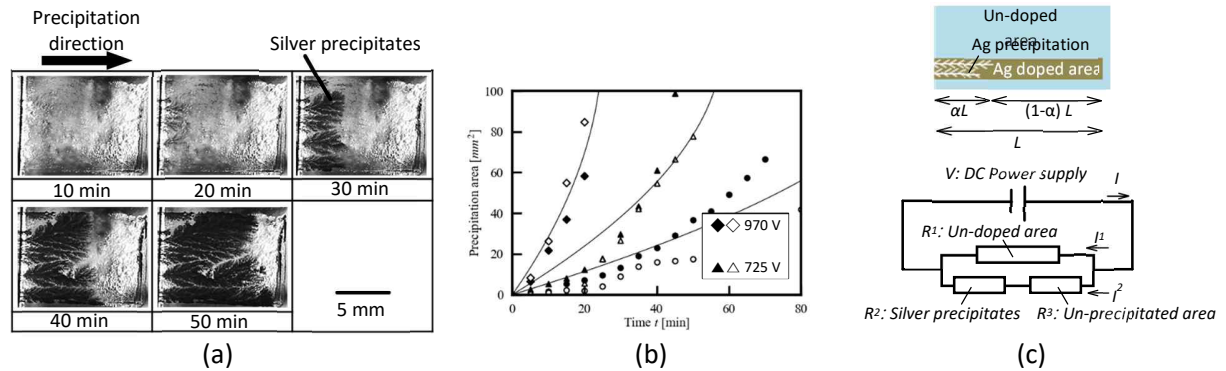 Precipitation
direction
Silver precipitates
10 min
20 min
30 min
40 min
50 min
5 mm
(a)
Precipitation area [mm²]
100
80
60
40
20
0
0
20
40
60
80
Time t [min]
970 V
725 V
(b)
Un-doped
area
Ag precipitation
Ag doped area
αL
(1-α) L
L
V: DC Power supply
I
R¹: Un-doped area
I¹
I²
R²: Silver precipitates
R³: Un-precipitated area
(c)